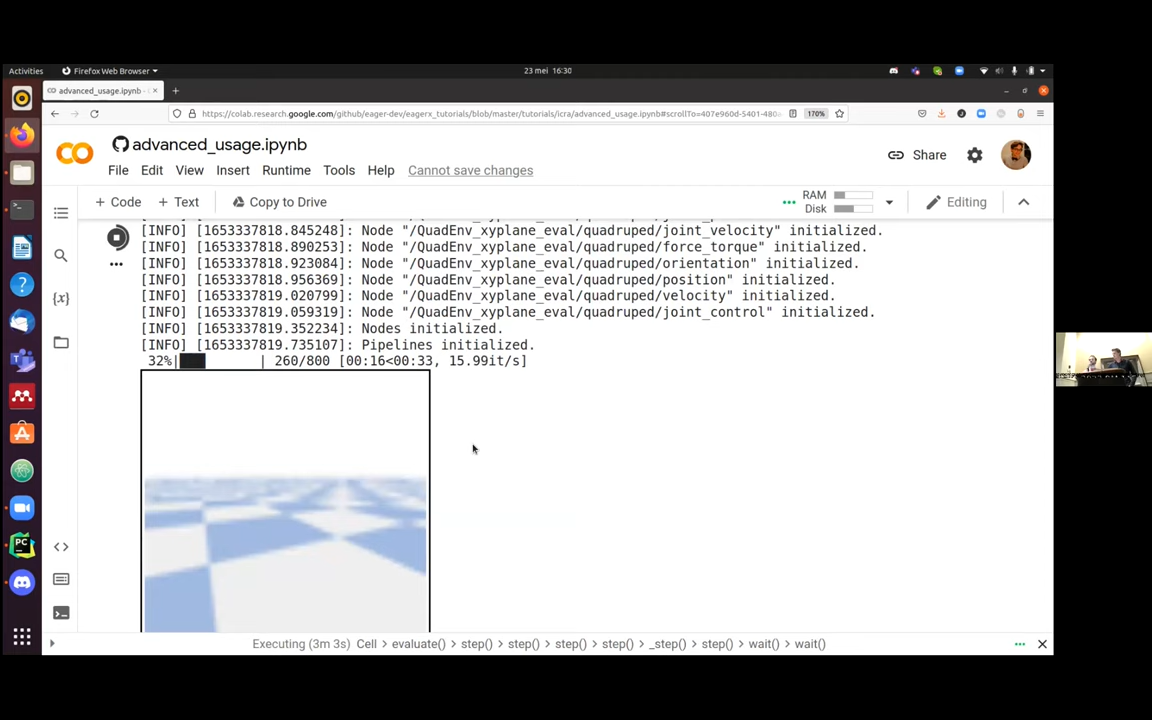 Activities
Firefox Web Browser
23 mei 16:30
advanced_usage.ipynb -
https://colab.research.google.com/github/eager-dev/eagerx_tutorials/blob/master/tutorials/icra/advanced_usage.ipynb#scrollTo=407e960d-5401-480
170%
CO
advanced_usage.ipynb
Share
File Edit View Insert Runtime Tools Help Cannot save changes
+ Code + Text
Copy to Drive
RAM
Disk
Editing
[INFO] [1653337818.845248]: Node "/QuadEnv_xyplane_eval/quadruped/joint_velocity" initialized.
[INFO] [1653337818.890253]: Node "/QuadEnv_xyplane_eval/quadruped/force_torque" initialized.
[INFO] [1653337818.923084]: Node "/QuadEnv_xyplane_eval/quadruped/orientation" initialized.
[INFO] [1653337818.956369]: Node "/QuadEnv_xyplane_eval/quadruped/position" initialized.
[INFO] [1653337819.020799]: Node "/QuadEnv_xyplane_eval/quadruped/velocity" initialized.
[INFO] [1653337819.059319]: Node "/QuadEnv_xyplane_eval/quadruped/joint_control" initialized.
[INFO] [1653337819.352234]: Nodes initialized.
[INFO] [1653337819.735107]: Pipelines initialized.
32%| | 260/800 [00:16<00:33, 15.99it/s]
{x}
PC
Executing (3m 3s) Cell > evaluate() > step() > step() > step() > step() > _step() > step() > wait() > wait()